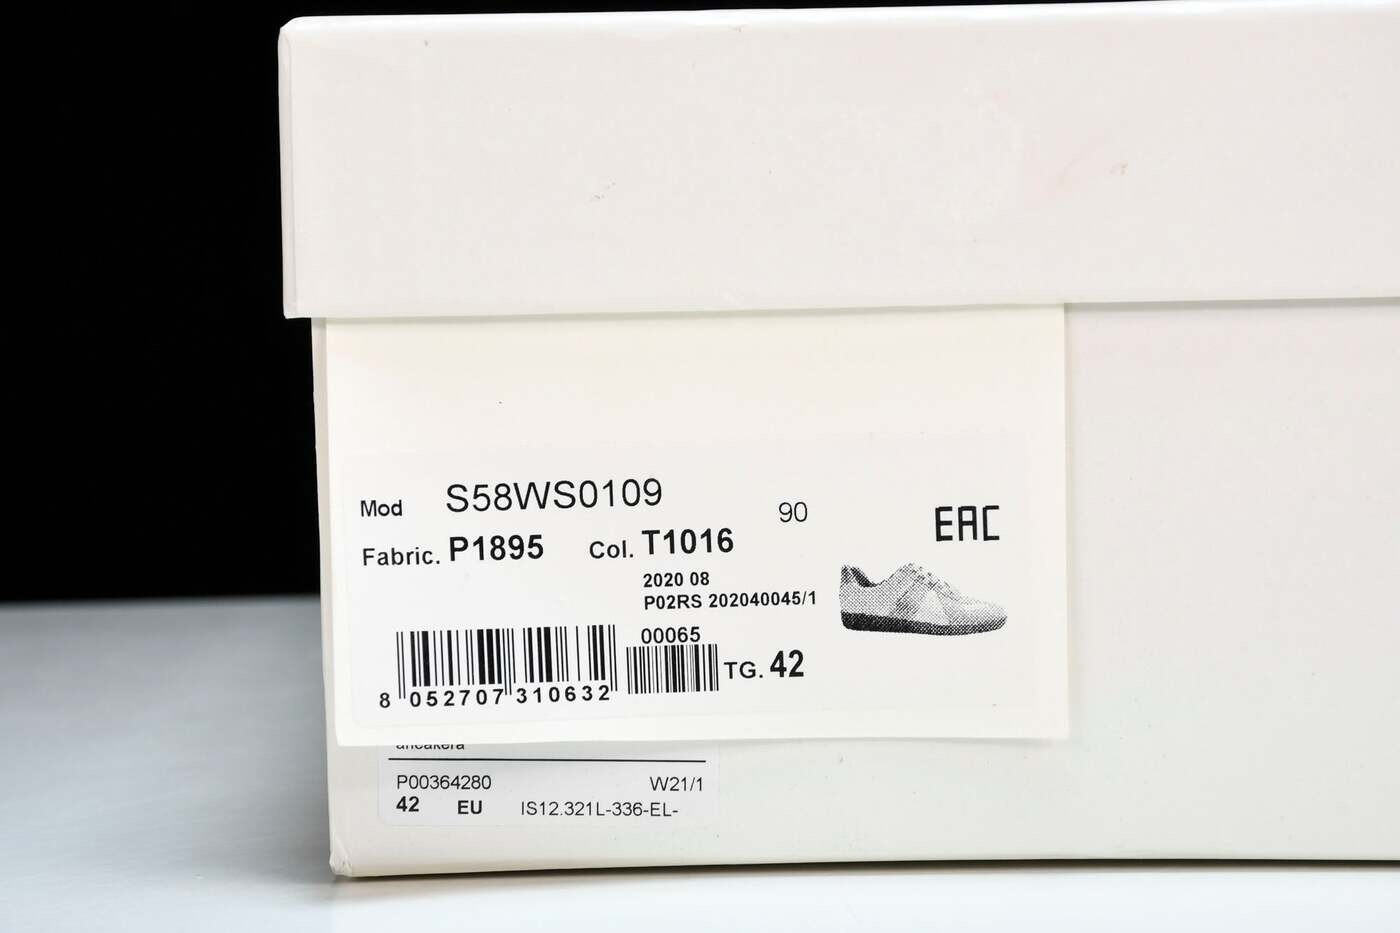 Mod S58WS0109
90
Fabric. P1895 Col. T1016
EAC
2020 08
P02RS 202040045/1
00065
TG. 42
8 052707 310632
P00364280 W21/1
42 EU IS12.321L-336-EL-